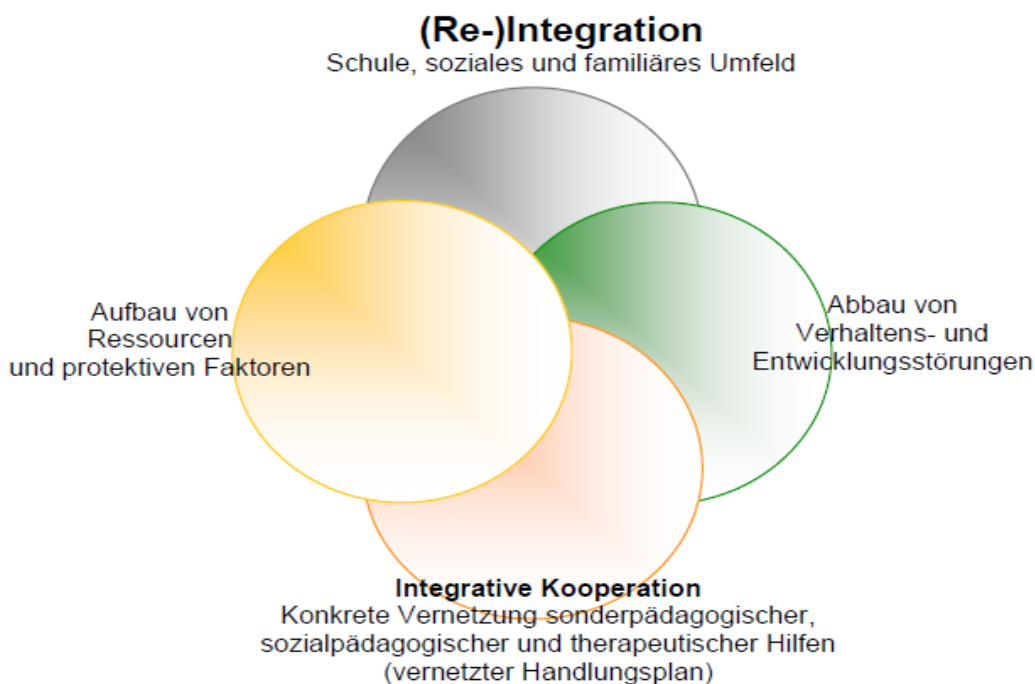 (Re-)Integration
Schule, soziales und familiäres Umfeld
Aufbau von
Ressourcen
und protektiven Faktoren
Abbau von
Verhaltens- und
Entwicklungsstörungen
Integrative Kooperation
Konkrete Vernetzung sonderpädagogischer,
sozialpädagogischer und therapeutischer Hilfen
(vernetzter Handlungsplan)